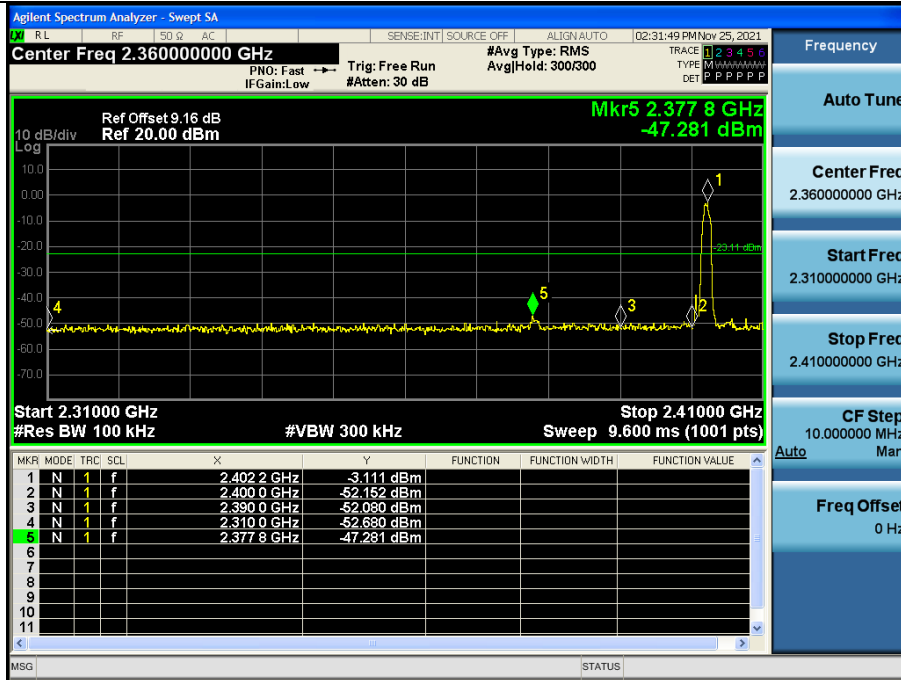 Agilent Spectrum Analyzer - Swept SA
LXI RL RF 50 Ω AC SENSE:INT SOURCE OFF ALIGN AUTO 02:31:49 PM Nov 25, 2021
Center Freq 2.360000000 GHz
PNO: Fast
IFGain:Low
Trig: Free Run
#Atten: 30 dB
#Avg Type: RMS
Avg|Hold: 300/300
TRACE 1 2 3 4 5 6
TYPE M WWWWW
DET P P P P P P
Mkr5 2.377 8 GHz
-47.281 dBm
Ref Offset 9.16 dB
10 dB/div Ref 20.00 dBm
Log
10.0
0.00
-10.0
-20.0
-30.0
-40.0
-50.0
-60.0
-70.0
1
-23.11 dBm
4
5
3
2
Start 2.31000 GHz Stop 2.41000 GHz
#Res BW 100 kHz #VBW 300 kHz Sweep 9.600 ms (1001 pts)
MKR MODE TRC SCL X Y FUNCTION FUNCTION WIDTH FUNCTION VALUE
1 N 1 f 2.402 2 GHz -3.111 dBm
2 N 1 f 2.400 0 GHz -52.152 dBm
3 N 1 f 2.390 0 GHz -52.080 dBm
4 N 1 f 2.310 0 GHz -52.680 dBm
5 N 1 f 2.377 8 GHz -47.281 dBm
6
7
8
9
10
11
MSG STATUS
Frequency
Auto Tune
Center Freq
2.360000000 GHz
Start Freq
2.310000000 GHz
Stop Freq
2.410000000 GHz
CF Step
10.000000 MHz
Auto Man
Freq Offset
0 Hz